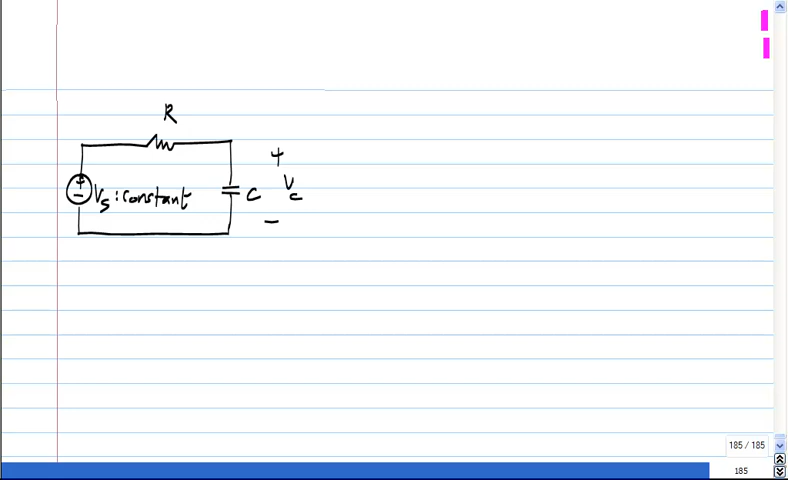 R
+
+
-
Vs : constant
C
Vc
-
185 / 185
185